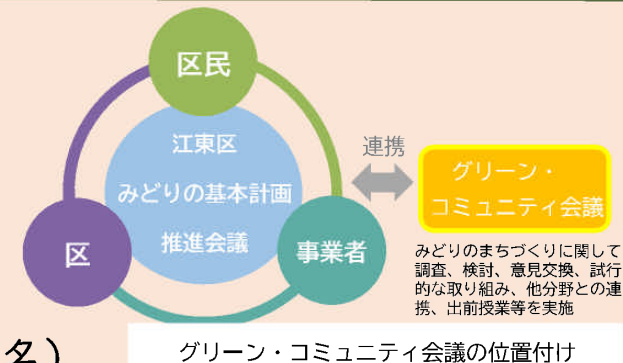 区民
江東区
みどりの基本計画
推進会議
区
事業者
連携
グリーン・
コミュニティ会議
みどりのまちづくりに関して
調査、検討、意見交換、試行
的な取り組み、他分野との連
携、出前授業等を実施
名）
グリーン・コミュニティ会議の位置付け